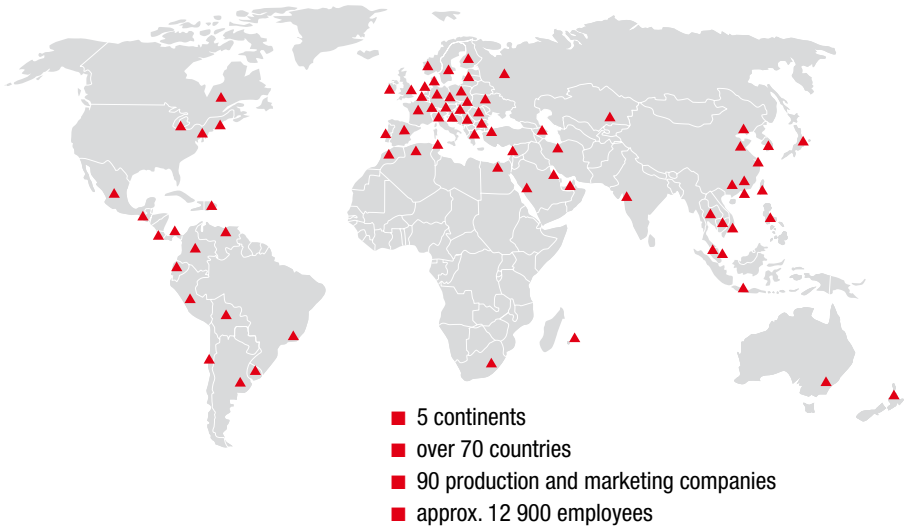 5 continents
over 70 countries
90 production and marketing companies
approx. 12 900 employees